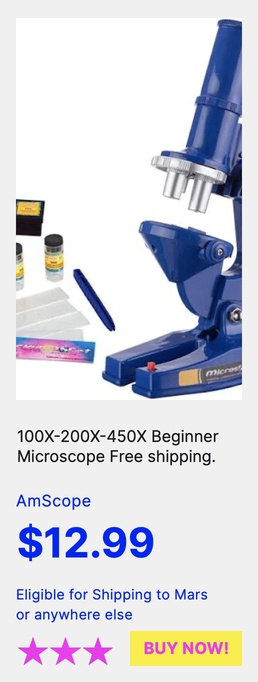 100X-200X-450X Beginner
Microscope Free shipping.
AmScope
$12.99
Eligible for Shipping to Mars
or anywhere else
BUY NOW!